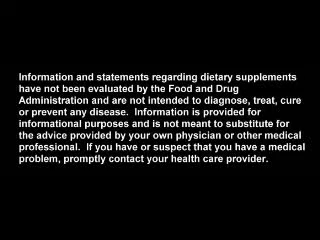 Information and statements regarding dietary supplements
have not been evaluated by the Food and Drug
Administration and are not intended to diagnose, treat, cure
or prevent any disease.  Information is provided for
informational purposes and is not meant to substitute for
the advice provided by your own physician or other medical
professional.  If you have or suspect that you have a medical
problem, promptly contact your health care provider.